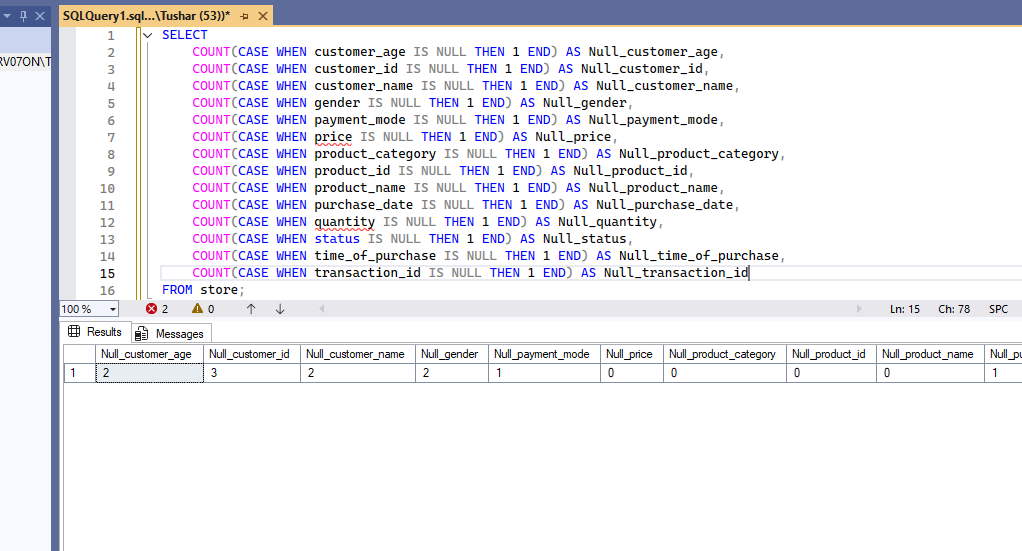 SQLQuery1.sql...\Tushar (53))*
RV07ON\T
1 SELECT
2 COUNT(CASE WHEN customer_age IS NULL THEN 1 END) AS Null_customer_age,
3 COUNT(CASE WHEN customer_id IS NULL THEN 1 END) AS Null_customer_id,
4 COUNT(CASE WHEN customer_name IS NULL THEN 1 END) AS Null_customer_name,
5 COUNT(CASE WHEN gender IS NULL THEN 1 END) AS Null_gender,
6 COUNT(CASE WHEN payment_mode IS NULL THEN 1 END) AS Null_payment_mode,
7 COUNT(CASE WHEN price IS NULL THEN 1 END) AS Null_price,
8 COUNT(CASE WHEN product_category IS NULL THEN 1 END) AS Null_product_category,
9 COUNT(CASE WHEN product_id IS NULL THEN 1 END) AS Null_product_id,
10 COUNT(CASE WHEN product_name IS NULL THEN 1 END) AS Null_product_name,
11 COUNT(CASE WHEN purchase_date IS NULL THEN 1 END) AS Null_purchase_date,
12 COUNT(CASE WHEN quantity IS NULL THEN 1 END) AS Null_quantity,
13 COUNT(CASE WHEN status IS NULL THEN 1 END) AS Null_status,
14 COUNT(CASE WHEN time_of_purchase IS NULL THEN 1 END) AS Null_time_of_purchase,
15 COUNT(CASE WHEN transaction_id IS NULL THEN 1 END) AS Null_transaction_id
16 FROM store;
100 % 2 0 Ln: 15 Ch: 78 SPC
Results Messages
Null_customer_age Null_customer_id Null_customer_name Null_gender Null_payment_mode Null_price Null_product_category Null_product_id Null_product_name Null_pu
1 2 3 2 2 1 0 0 0 0 1